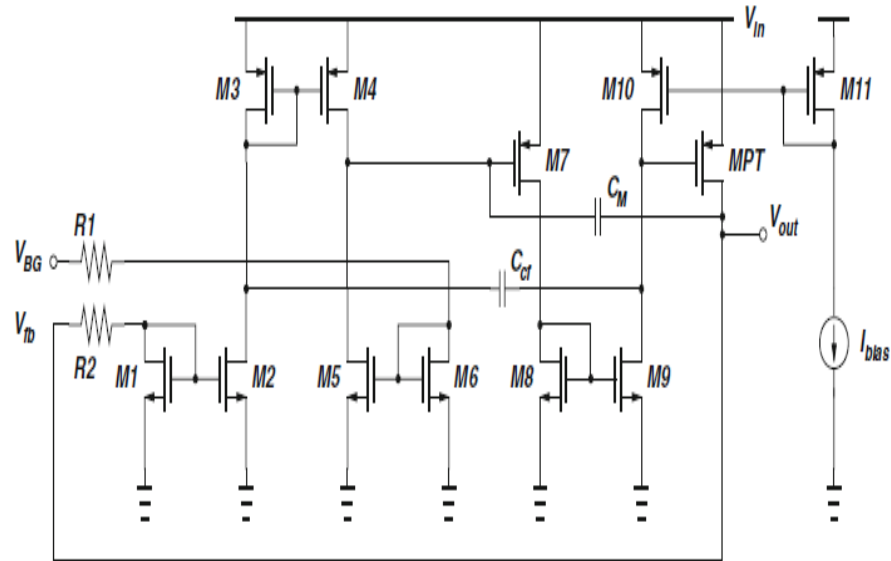 V_in
M3
M4
M10
M11
M7
MPT
C_M
V_out
R1
V_BG
C_cf
V_fb
R2
I_bias
M1
M2
M5
M6
M8
M9